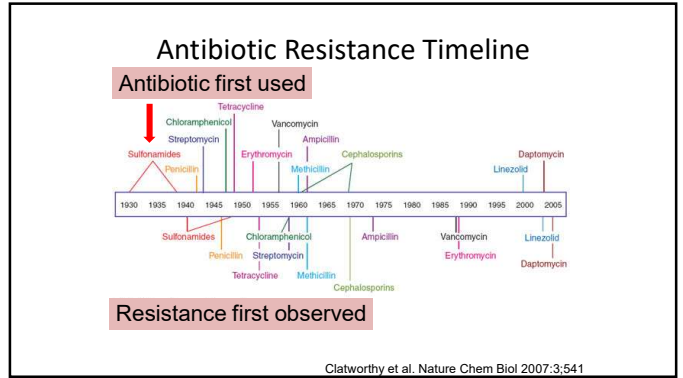 Antibiotic Resistance Timeline
Antibiotic first used
Tetracycline
Chloramphenicol
Vancomycin
Streptomycin
Ampicillin
Sulfonamides
Erythromycin
Cephalosporins
Daptomycin
Penicillin
Methicillin
Linezolid
1930 1935 1940 1945 1950 1955 1960 1965 1970 1975 1980 1985 1990 1995 2000 2005
Sulfonamides Chloramphenicol Ampicillin Vancomycin Linezolid
Penicillin Streptomycin Erythromycin
Daptomycin
Tetracycline Methicillin
Cephalosporins
Resistance first observed
Clatworthy et al. Nature Chem Biol 2007:3;541